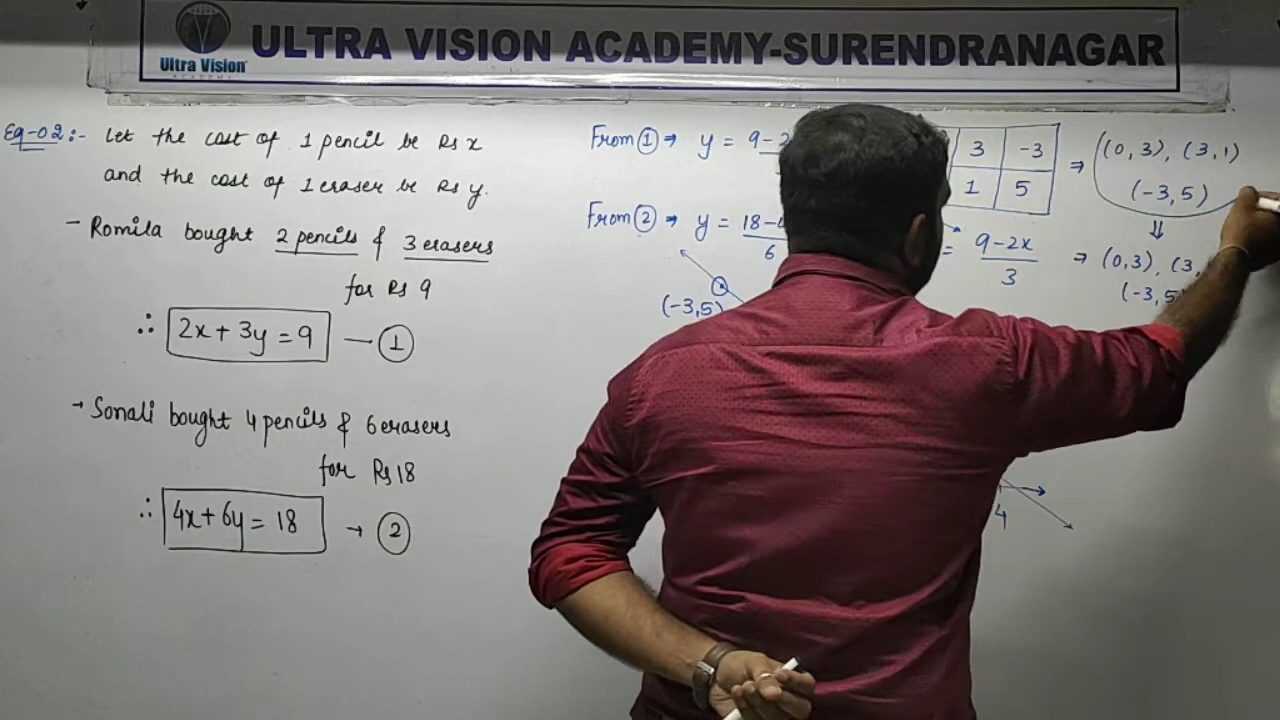 Ultra Vision
ACADEMY
ULTRA VISION ACADEMY-SURENDRANAGAR
Eg-02:- Let the cost of 1 pencil be Rs x
and the cost of 1 eraser be Rs y.
- Romila bought 2 pencils & 3 erasers
for Rs 9
∴ 2x + 3y = 9 — 1
→ Sonali bought 4 pencils & 6 erasers
for Rs 18
∴ 4x + 6y = 18 → 2
From 1 → y = 9-2
3 -3
1 5
⇒ (0,3), (3,1)
(-3,5)
⇓
From 2 → y = 18-4
6
= 9-2x
3
⇒ (0,3), (3,
(-3,5
(-3,5)
4